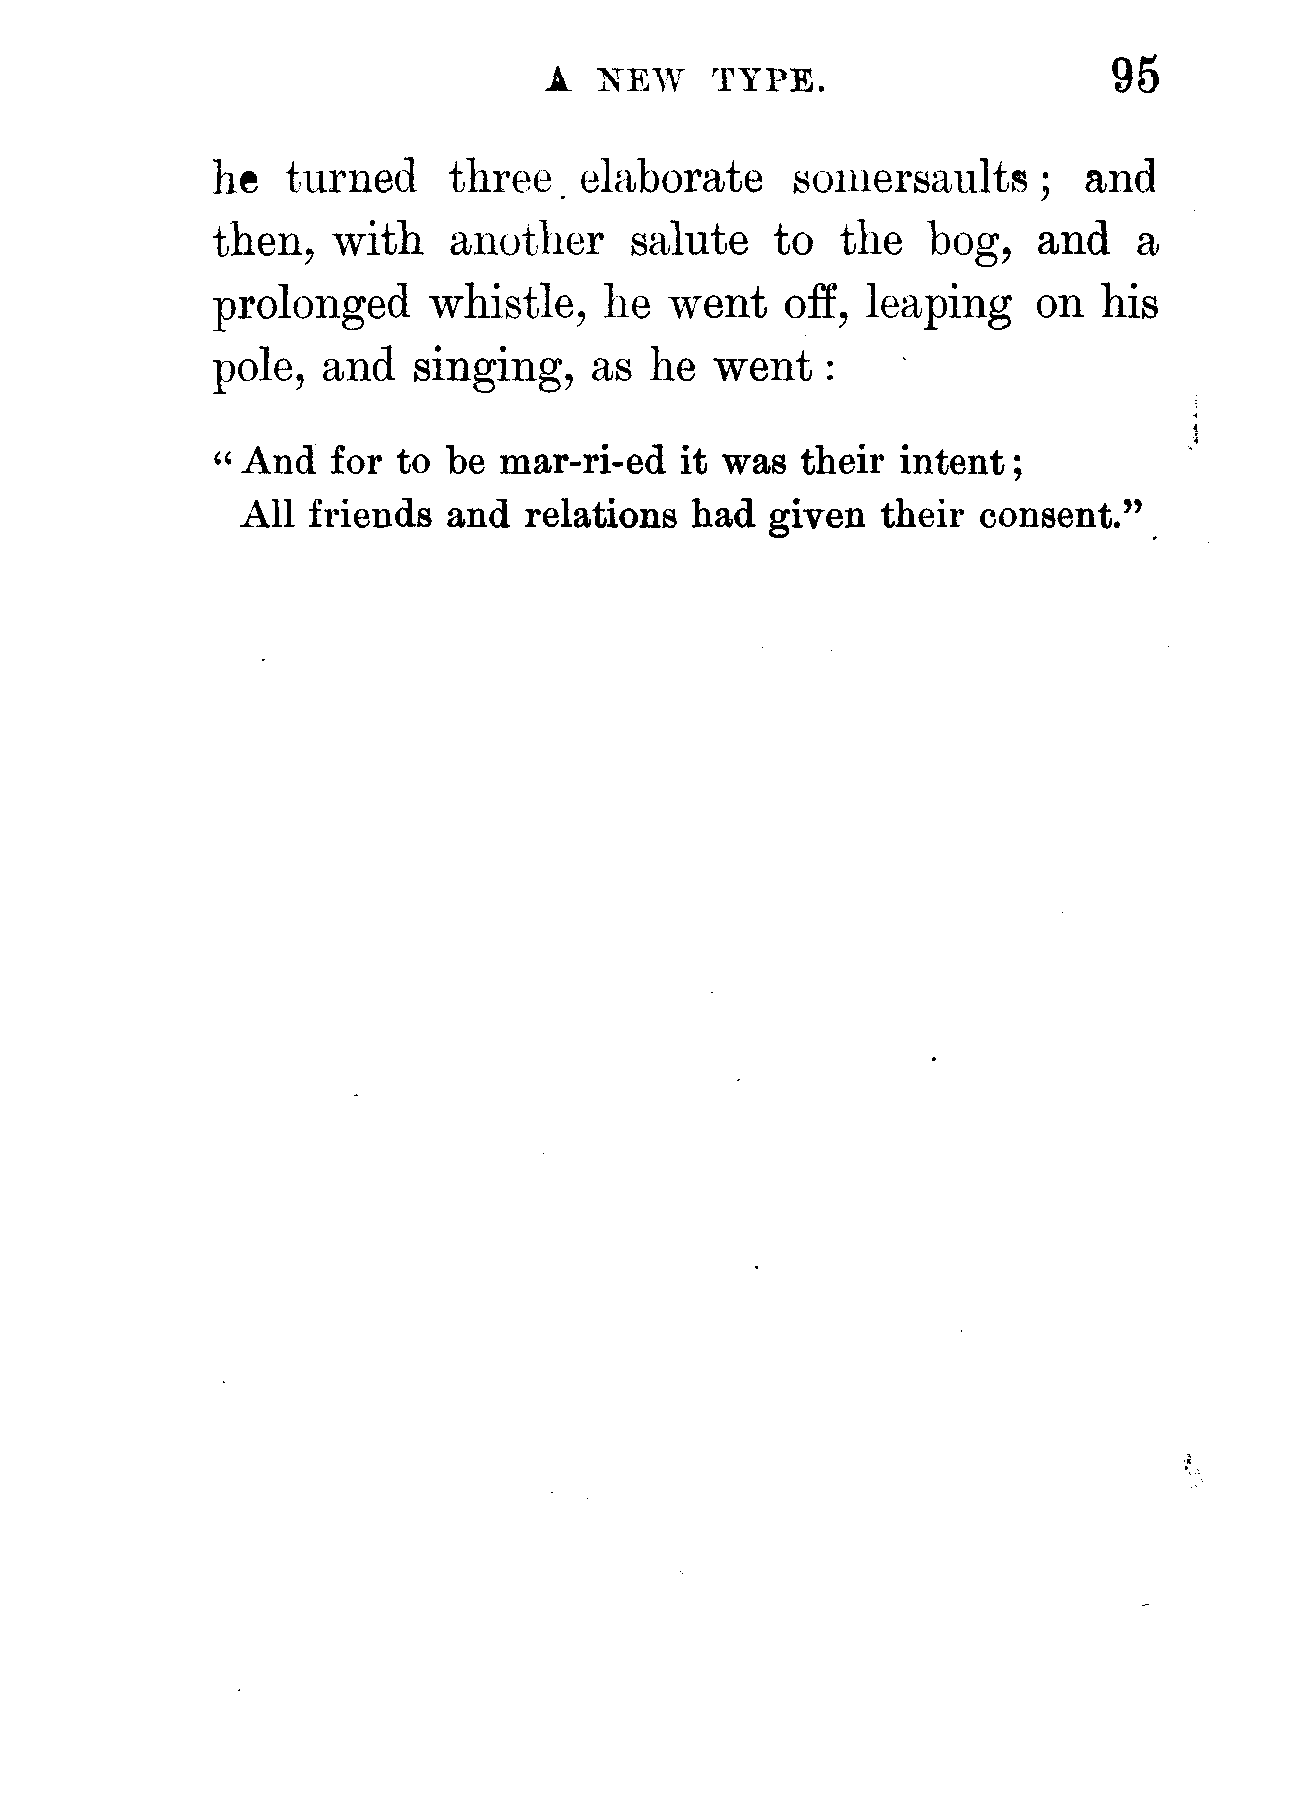 A NEW TYPE. 95
he turned three elaborate somersaults; and
then, with another salute to the bog, and a
prolonged whistle, he went off, leaping on his
pole, and singing, as he went:
“And for to be mar-ri-ed it was their intent;
All friends and relations had given their consent.”